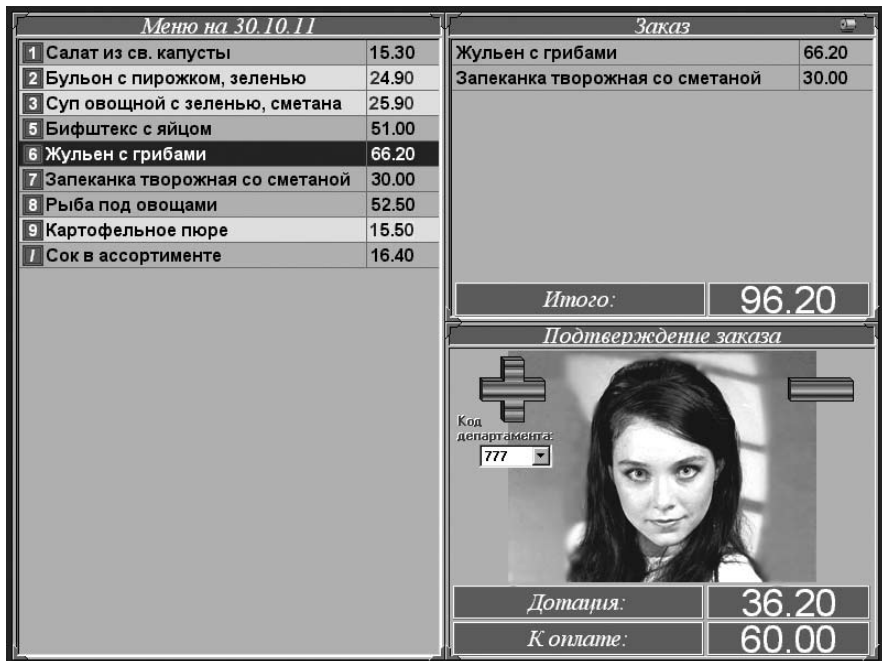 Меню на 30.10.11
1 Салат из св. капусты 15.30
2 Бульон с пирожком, зеленью 24.90
3 Суп овощной с зеленью, сметана 25.90
5 Бифштекс с яйцом 51.00
6 Жульен с грибами 66.20
7 Запеканка творожная со сметаной 30.00
8 Рыба под овощами 52.50
9 Картофельное пюре 15.50
/ Сок в ассортименте 16.40
Заказ
Жульен с грибами 66.20
Запеканка творожная со сметаной 30.00
Итого: 96.20
Подтверждение заказа
Код
департамента:
777
Дотация: 36.20
К оплате: 60.00